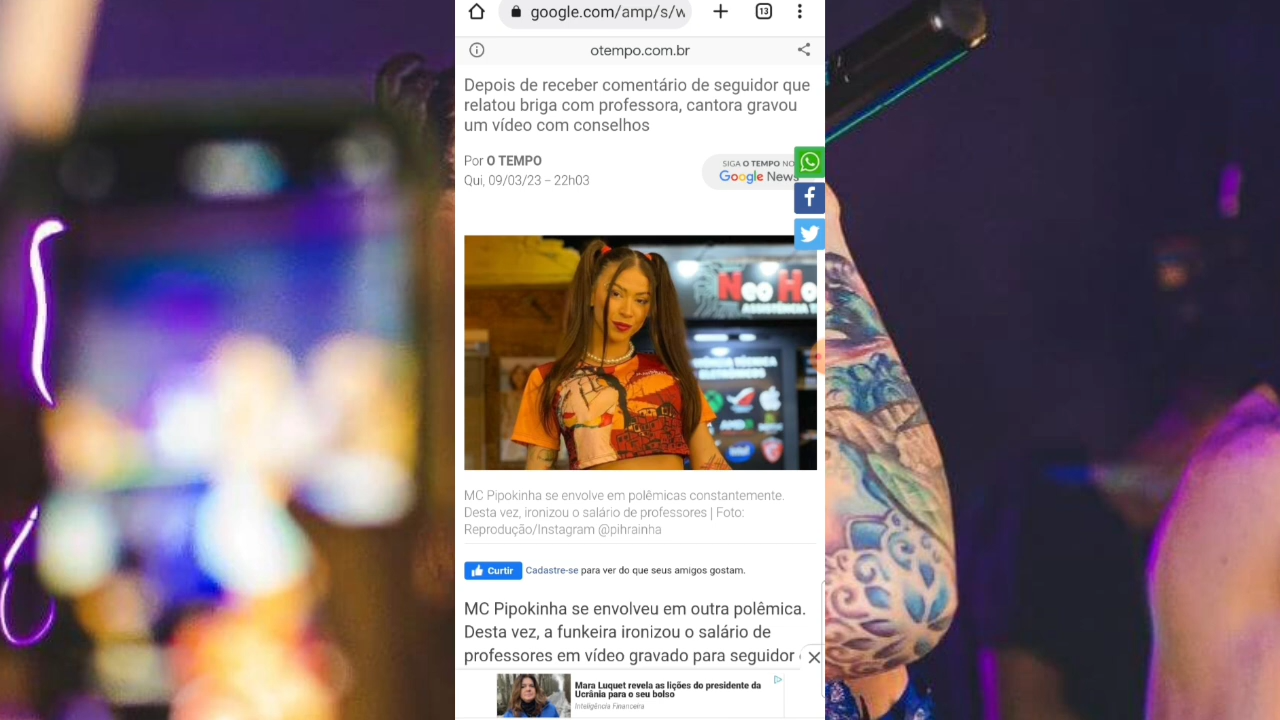 google.com/amp/s/w
13
otempo.com.br
Depois de receber comentário de seguidor que
relatou briga com professora, cantora gravou
um vídeo com conselhos
Por O TEMPO
Qui, 09/03/23 – 22h03
SIGA O TEMPO NO
Google News
Neo Ho
ASSISTÊNCIA T
AMD
intel
MC Pipokinha se envolve em polêmicas constantemente.
Desta vez, ironizou o salário de professores | Foto:
Reprodução/Instagram @pihrainha
Curtir Cadastre-se para ver do que seus amigos gostam.
MC Pipokinha se envolveu em outra polêmica.
Desta vez, a funkeira ironizou o salário de
professores em vídeo gravado para seguidor
Mara Luquet revela as lições do presidente da
Ucrânia para o seu bolso
Inteligência Financeira